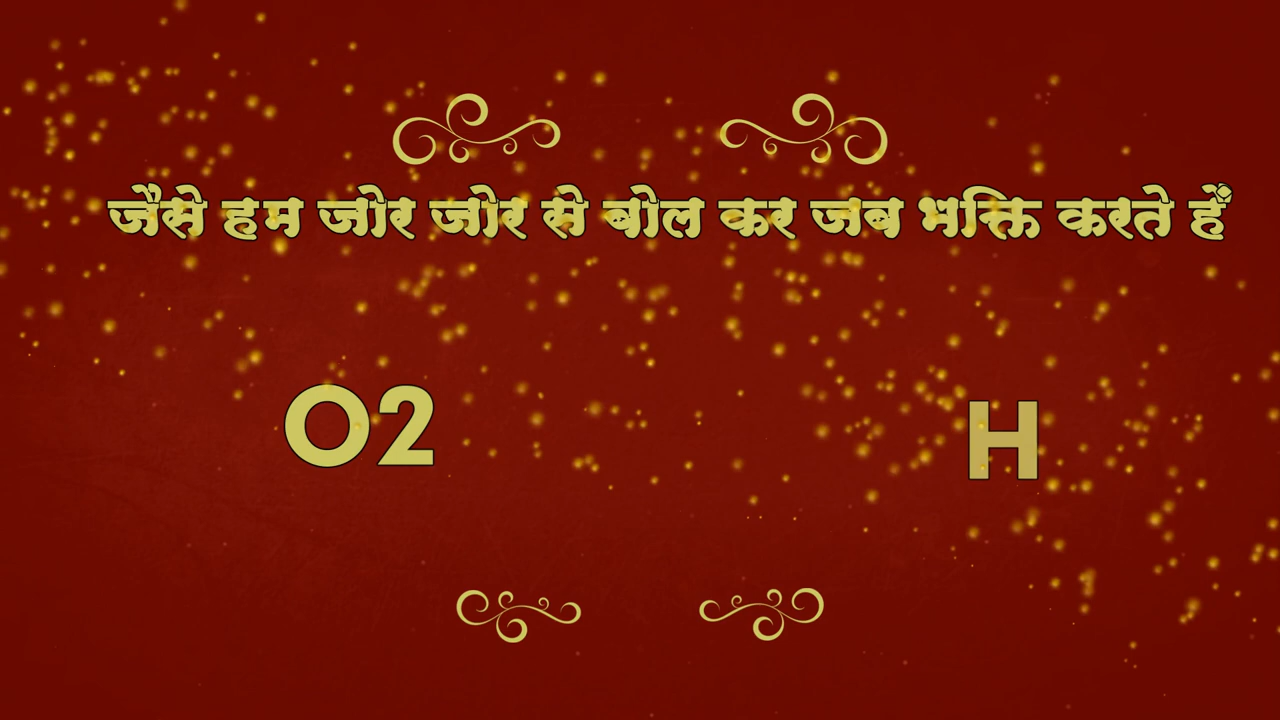 जैसे हम जोर जोर से बोल कर जब भक्ति करते हैं
O2 H